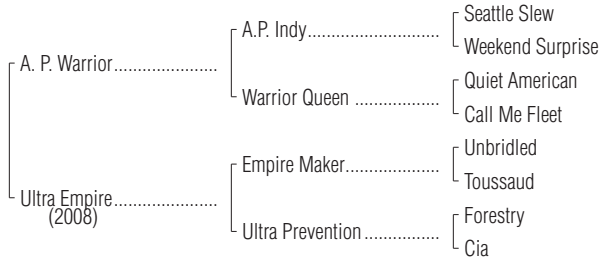 Seattle Slew
A.P. Indy........................................
Weekend Surprise
A. P. Warrior.....................
Quiet American
Warrior Queen .................
Call Me Fleet
Unbridled
Empire Maker...................
Toussaud
Ultra Empire.....................
(2008)
Forestry
Ultra Prevention ...............
Cia